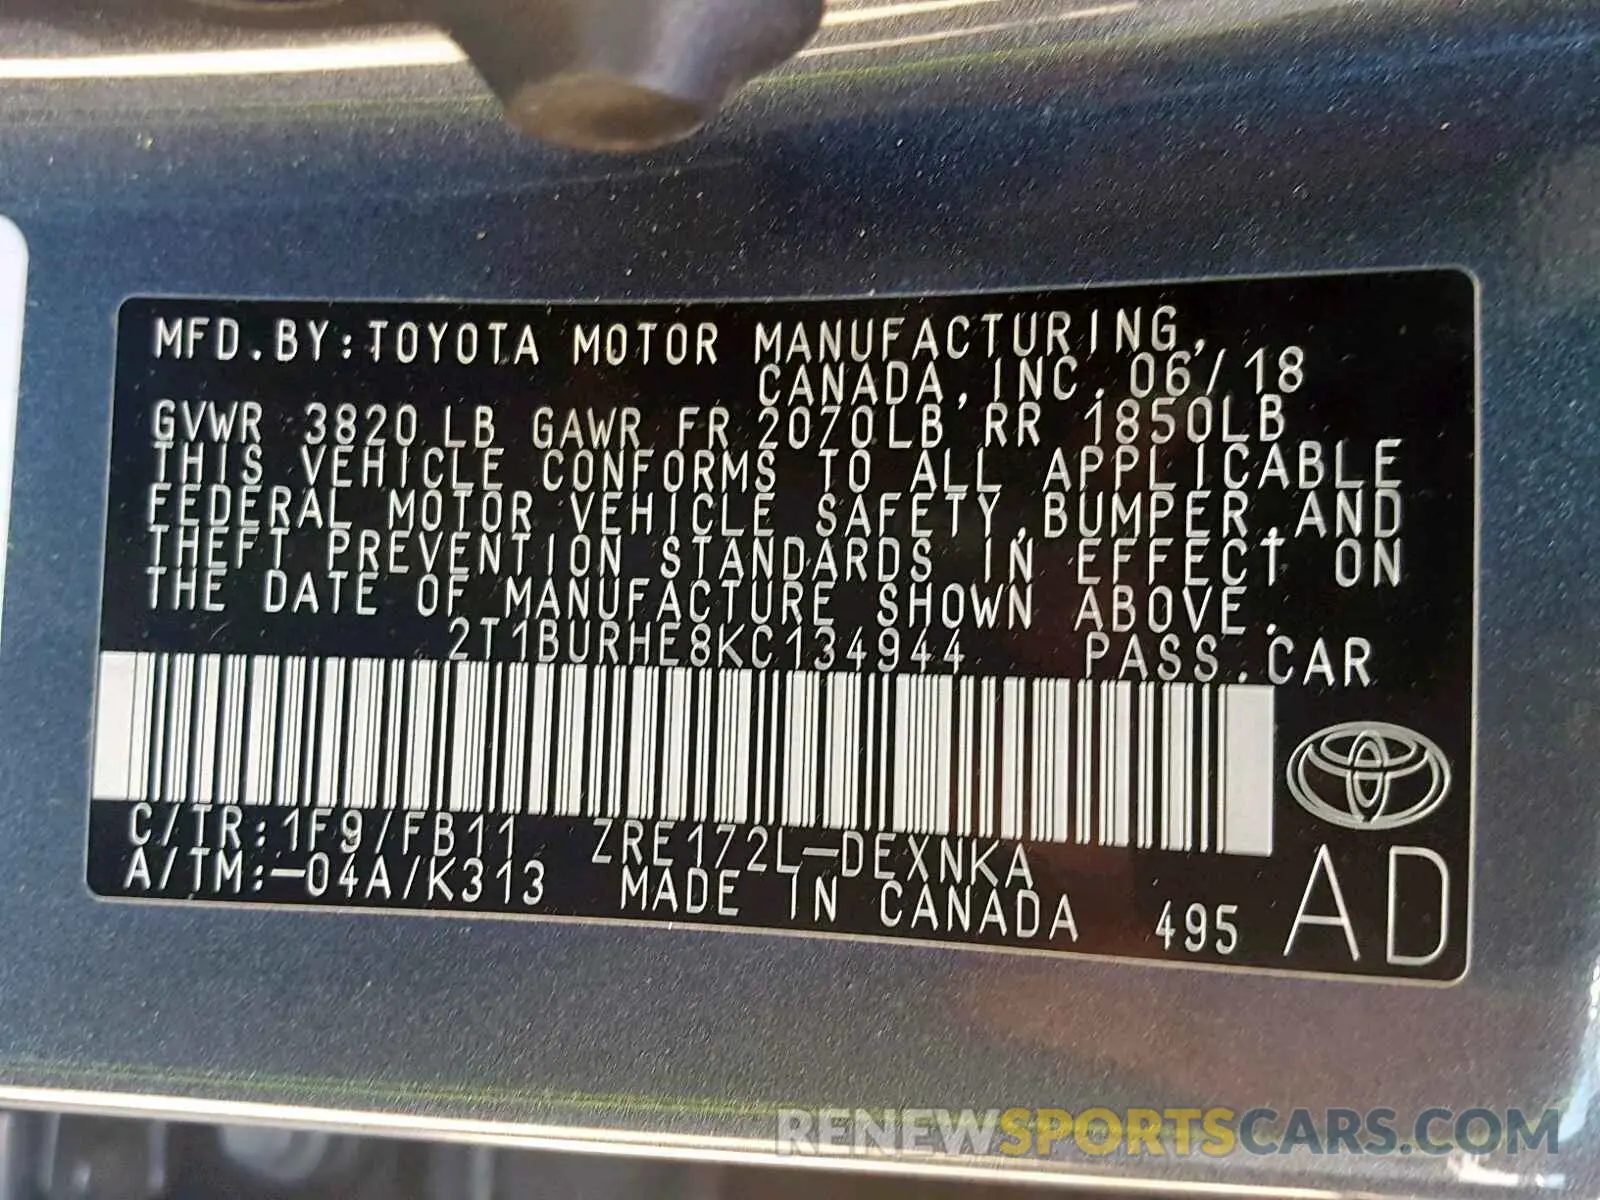 MFD.BY:TOYOTA MOTOR MANUFACTURING,
CANADA,INC. 06/18
GVWR 3820 LB GAWR FR 2070LB RR 1850LB
THIS VEHICLE CONFORMS TO ALL APPLICABLE
FEDERAL MOTOR VEHICLE SAFETY,BUMPER,AND
THEFT PREVENTION STANDARDS IN EFFECT ON
THE DATE OF MANUFACTURE SHOWN ABOVE.
2T1BURHE8KC134944 PASS.CAR
C/TR:1F9/FB11 ZRE172L-DEXNKA
A/TM:-04A/K313 MADE IN CANADA 495 AD
RENEWSPORTSCARS.COM